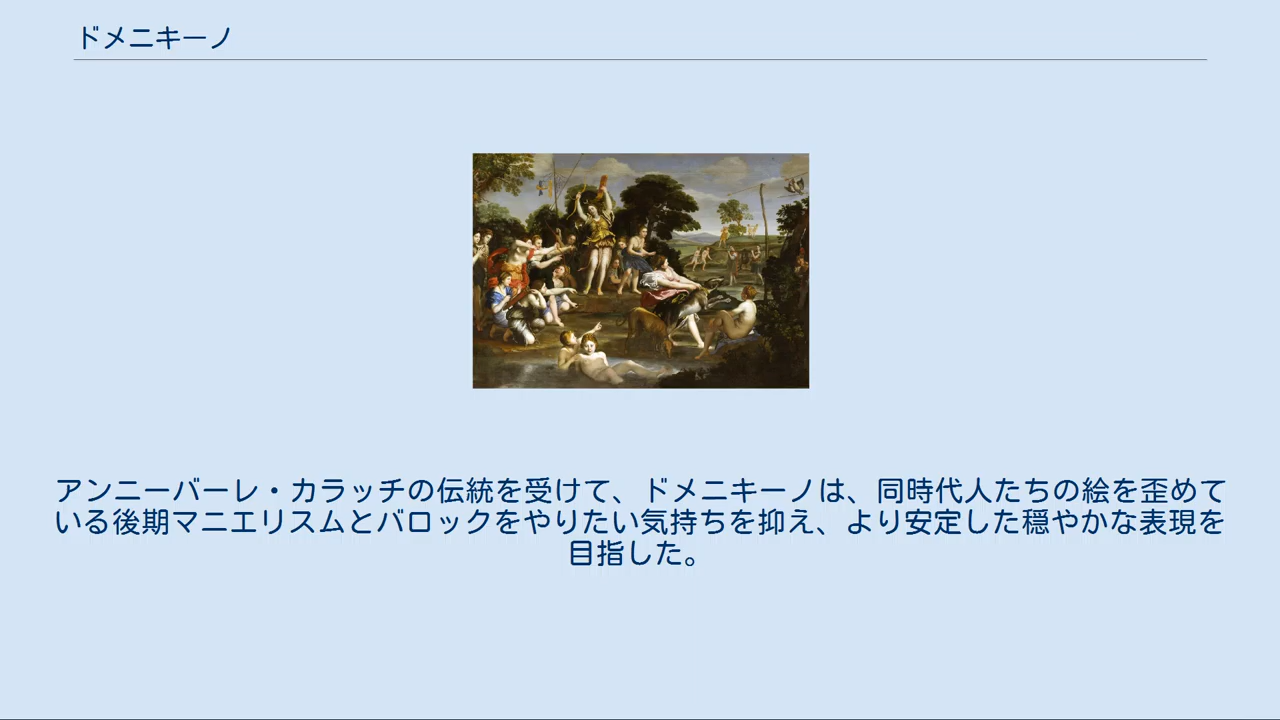 ドメニキーノ
アンニーバーレ・カラッチの伝統を受けて、ドメニキーノは、同時代人たちの絵を歪めて
いる後期マニエリスムとバロックをやりたい気持ちを抑え、より安定した穏やかな表現を
目指した。